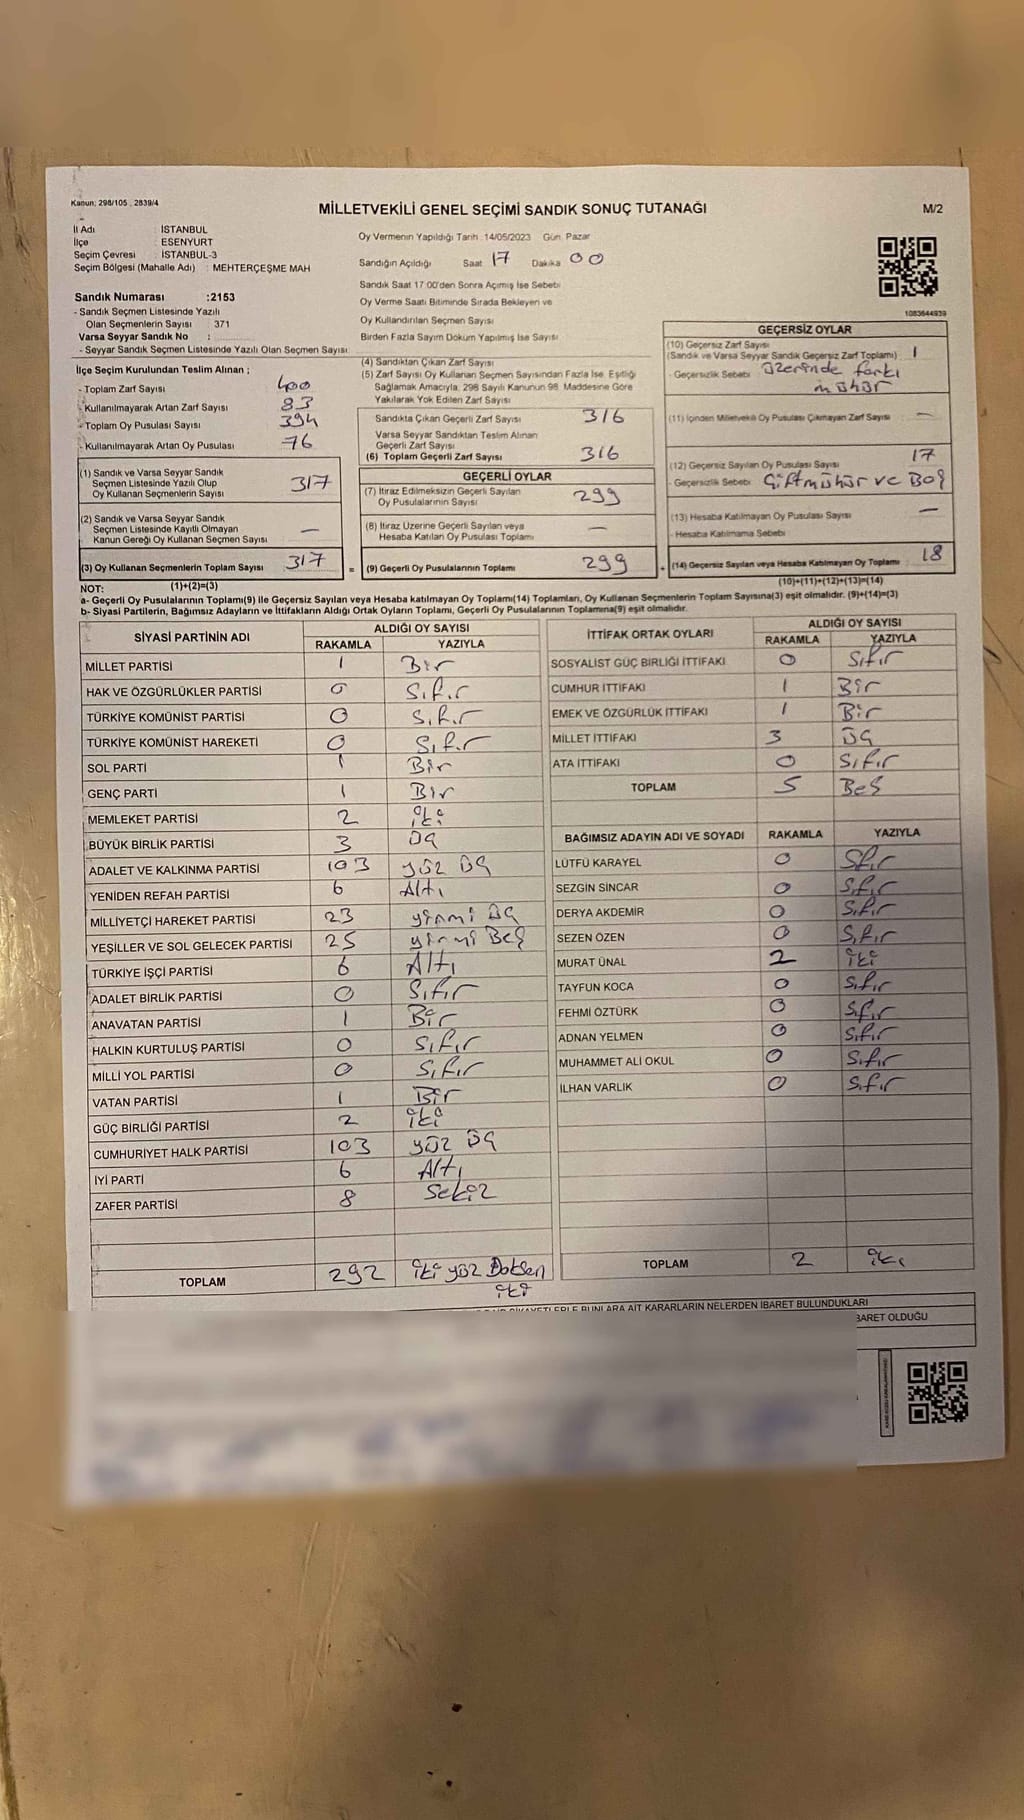 Kanun: 298/105 , 2839/4
MİLLETVEKİLİ GENEL SEÇİMİ SANDIK SONUÇ TUTANAĞI
M/2
İl Adı : İSTANBUL
İlçe : ESENYURT
Seçim Çevresi : İSTANBUL-3
Seçim Bölgesi (Mahalle Adı) : MEHTERÇEŞME MAH
Sandık Numarası :2153
- Sandık Seçmen Listesinde Yazılı
Olan Seçmenlerin Sayısı : 371
Varsa Seyyar Sandık No :
- Seyyar Sandık Seçmen Listesinde Yazılı Olan Seçmen Sayısı:
Oy Vermenin Yapıldığı Tarih :14/05/2023 Gün: Pazar
Sandığın Açıldığı Saat 17 Dakika 00
Sandık Saat 17:00'den Sonra Açımış İse Sebebi
Oy Verme Saati Bitiminde Sırada Bekleyen ve
Oy Kullandırılan Seçmen Sayısı
Birden Fazla Sayım Döküm Yapılmış İse Sayısı
1083644939
İlçe Seçim Kurulundan Teslim Alınan ;
- Toplam Zarf Sayısı 400
- Kullanılmayarak Artan Zarf Sayısı 83
- Toplam Oy Pusulası Sayısı 394
- Kullanılmayarak Artan Oy Pusulası 76
(1) Sandık ve Varsa Seyyar Sandık
Seçmen Listesinde Yazılı Olup
Oy Kullanan Seçmenlerin Sayısı 317
(2) Sandık ve Varsa Seyyar Sandık
Seçmen Listesinde Kayıtlı Olmayan
Kanun Gereği Oy Kullanan Seçmen Sayısı —
(3) Oy Kullanan Seçmenlerin Toplam Sayısı 317
(4) Sandıktan Çıkan Zarf Sayısı
(5) Zarf Sayısı Oy Kullanan Seçmen Sayısından Fazla İse, Eşitliği
Sağlamak Amacıyla, 298 Sayılı Kanunun 98. Maddesine Göre
Yakılarak Yok Edilen Zarf Sayısı
Sandıkta Çıkan Geçerli Zarf Sayısı 316
Varsa Seyyar Sandıktan Teslim Alınan
Geçerli Zarf Sayısı
(6) Toplam Geçerli Zarf Sayısı 316
GEÇERLİ OYLAR
(7) İtiraz Edilmeksizin Geçerli Sayılan
Oy Pusulalarının Sayısı 299
(8) İtiraz Üzerine Geçerli Sayılan veya
Hesaba Katılan Oy Pusulası Toplamı —
= (9) Geçerli Oy Pusulalarının Toplamı 299
GEÇERSİZ OYLAR
(10) Geçersiz Zarf Sayısı
(Sandık ve Varsa Seyyar Sandık Geçersiz Zarf Toplamı) 1
- Geçersizlik Sebebi üzerinde farkı
mühür
(11) İçinden Milletvekili Oy Pusulası Çıkmayan Zarf Sayısı —
(12) Geçersiz Sayılan Oy Pusulası Sayısı 17
- Geçersizlik Sebebi Çift mühür ve Boş
(13) Hesaba Katılmayan Oy Pusulası Sayısı —
- Hesaba Katılmama Sebebi
+ (14) Geçersiz Sayılan veya Hesaba Katılmayan Oy Toplamı 18
NOT: (1)+(2)=(3) (10)+(11)+(12)+(13)=(14)
a- Geçerli Oy Pusulalarının Toplamı(9) ile Geçersiz Sayılan veya Hesaba katılmayan Oy Toplamı(14) Toplamları, Oy Kullanan Seçmenlerin Toplam Sayısına(3) eşit olmalıdır. (9)+(14)=(3)
b- Siyasi Partilerin, Bağımsız Adayların ve İttifakların Aldığı Ortak Oyların Toplamı, Geçerli Oy Pusulalarının Toplamına(9) eşit olmalıdır.
SİYASİ PARTİNİN ADI ALDIĞI OY SAYISI
RAKAMLA YAZIYLA
MİLLET PARTİSİ 1 Bir
HAK VE ÖZGÜRLÜKLER PARTİSİ 0 Sıfır
TÜRKİYE KOMÜNİST PARTİSİ 0 Sıfır
TÜRKİYE KOMÜNİST HAREKETİ 0 Sıfır
SOL PARTİ 1 Bir
GENÇ PARTİ 1 Bir
MEMLEKET PARTİSİ 2 iki
BÜYÜK BİRLİK PARTİSİ 3 üç
ADALET VE KALKINMA PARTİSİ 103 yüz üç
YENİDEN REFAH PARTİSİ 6 Altı
MİLLİYETÇİ HAREKET PARTİSİ 23 yirmi üç
YEŞİLLER VE SOL GELECEK PARTİSİ 25 yirmi Beş
TÜRKİYE İŞÇİ PARTİSİ 6 Altı
ADALET BİRLİK PARTİSİ 0 Sıfır
ANAVATAN PARTİSİ 1 Bir
HALKIN KURTULUŞ PARTİSİ 0 Sıfır
MİLLİ YOL PARTİSİ 0 Sıfır
VATAN PARTİSİ 1 Bir
GÜÇ BİRLİĞİ PARTİSİ 2 iki
CUMHURİYET HALK PARTİSİ 103 yüz üç
İYİ PARTİ 6 Altı
ZAFER PARTİSİ 8 Sekiz
TOPLAM 292 iki yüz Doksan
iki
İTTİFAK ORTAK OYLARI ALDIĞI OY SAYISI
RAKAMLA YAZIYLA
SOSYALİST GÜÇ BİRLİĞİ İTTİFAKI 0 Sıfır
CUMHUR İTTİFAKI 1 Bir
EMEK VE ÖZGÜRLÜK İTTİFAKI 1 Bir
MİLLET İTTİFAKI 3 üç
ATA İTTİFAKI 0 Sıfır
TOPLAM 5 Beş
BAĞIMSIZ ADAYIN ADI VE SOYADI RAKAMLA YAZIYLA
LÜTFÜ KARAYEL 0 Sıfır
SEZGİN SİNCAR 0 Sıfır
DERYA AKDEMİR 0 Sıfır
SEZEN ÖZEN 0 Sıfır
MURAT ÜNAL 2 iki
TAYFUN KOCA 0 Sıfır
FEHMİ ÖZTÜRK 0 Sıfır
ADNAN YELMEN 0 Sıfır
MUHAMMET ALİ OKUL 0 Sıfır
İLHAN VARLIK 0 Sıfır
TOPLAM 2 iki
BUNLARA AİT KARARLARIN NELERDEN İBARET BULUNDUKLARI
BARET OLDUĞU